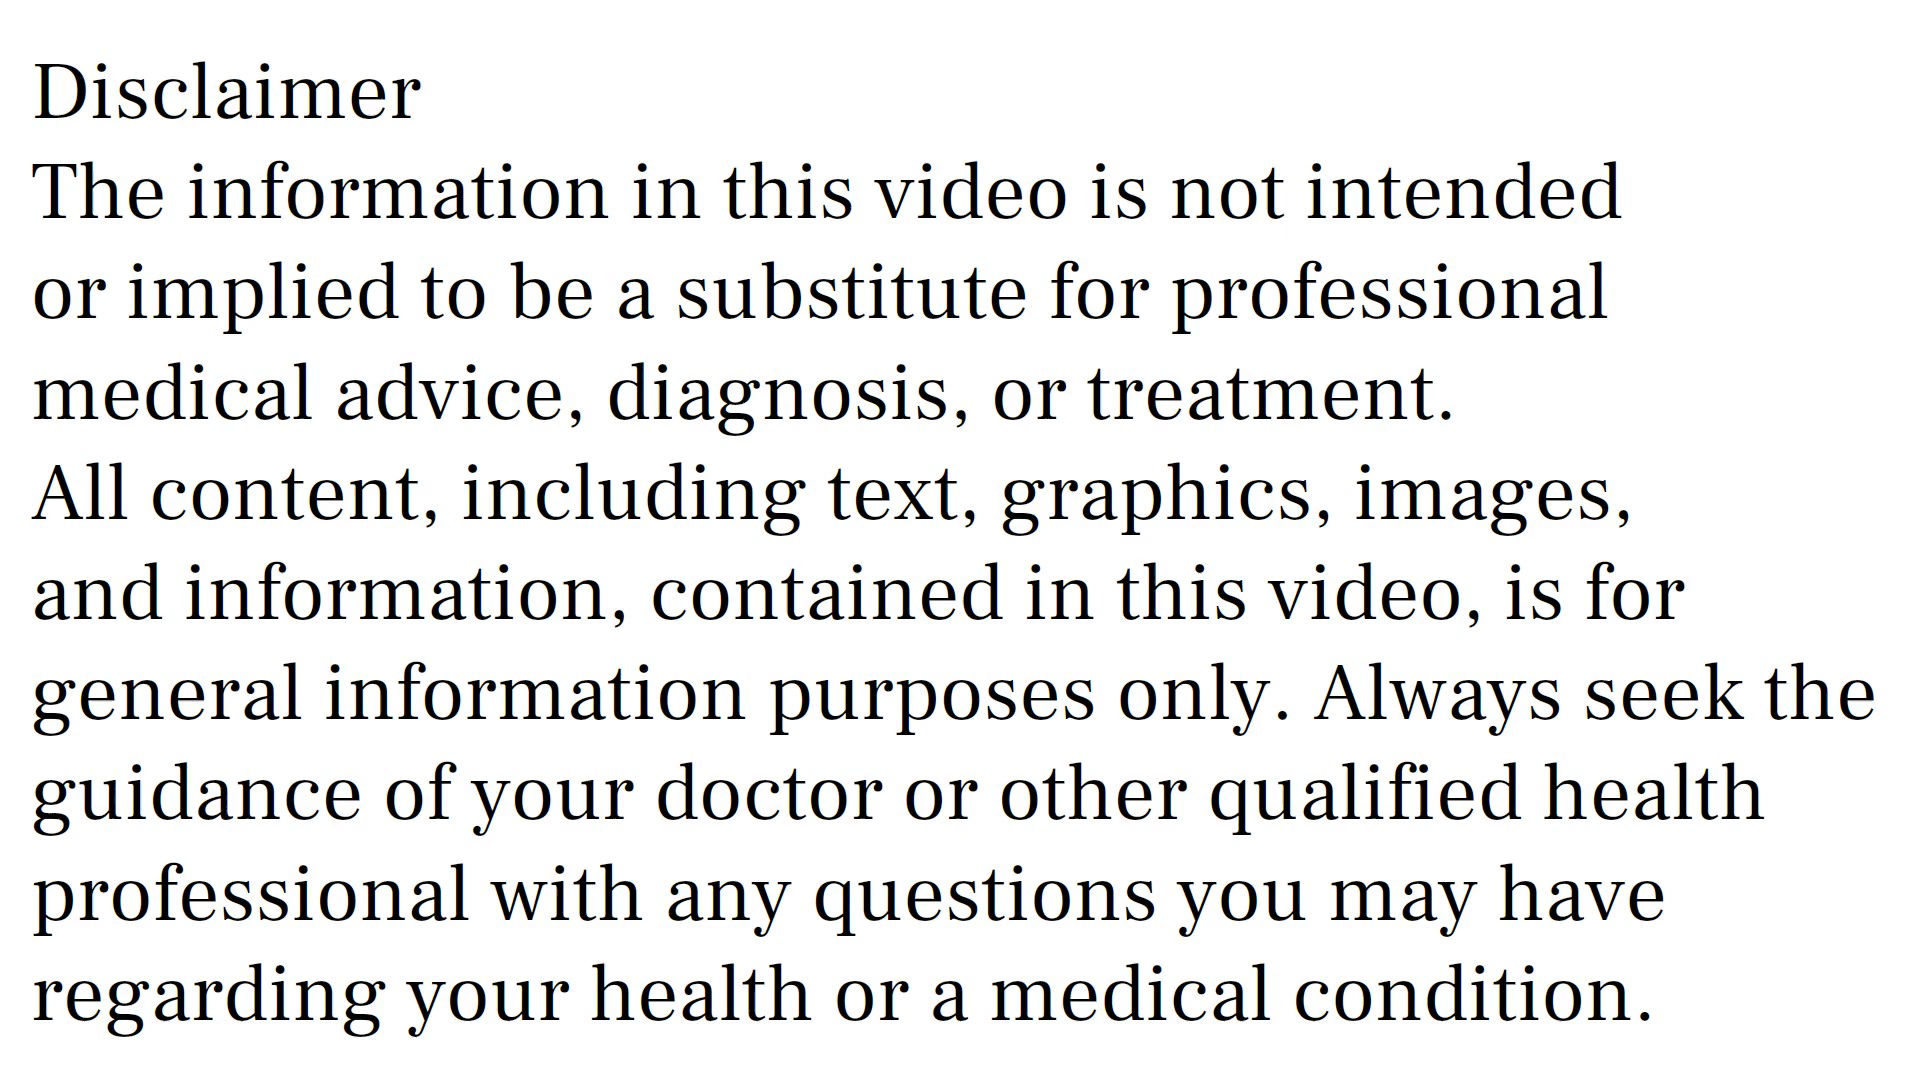 Disclaimer
The information in this video is not intended
or implied to be a substitute for professional
medical advice, diagnosis, or treatment.
All content, including text, graphics, images,
and information, contained in this video, is for
general information purposes only. Always seek the
guidance of your doctor or other qualified health
professional with any questions you may have
regarding your health or a medical condition.